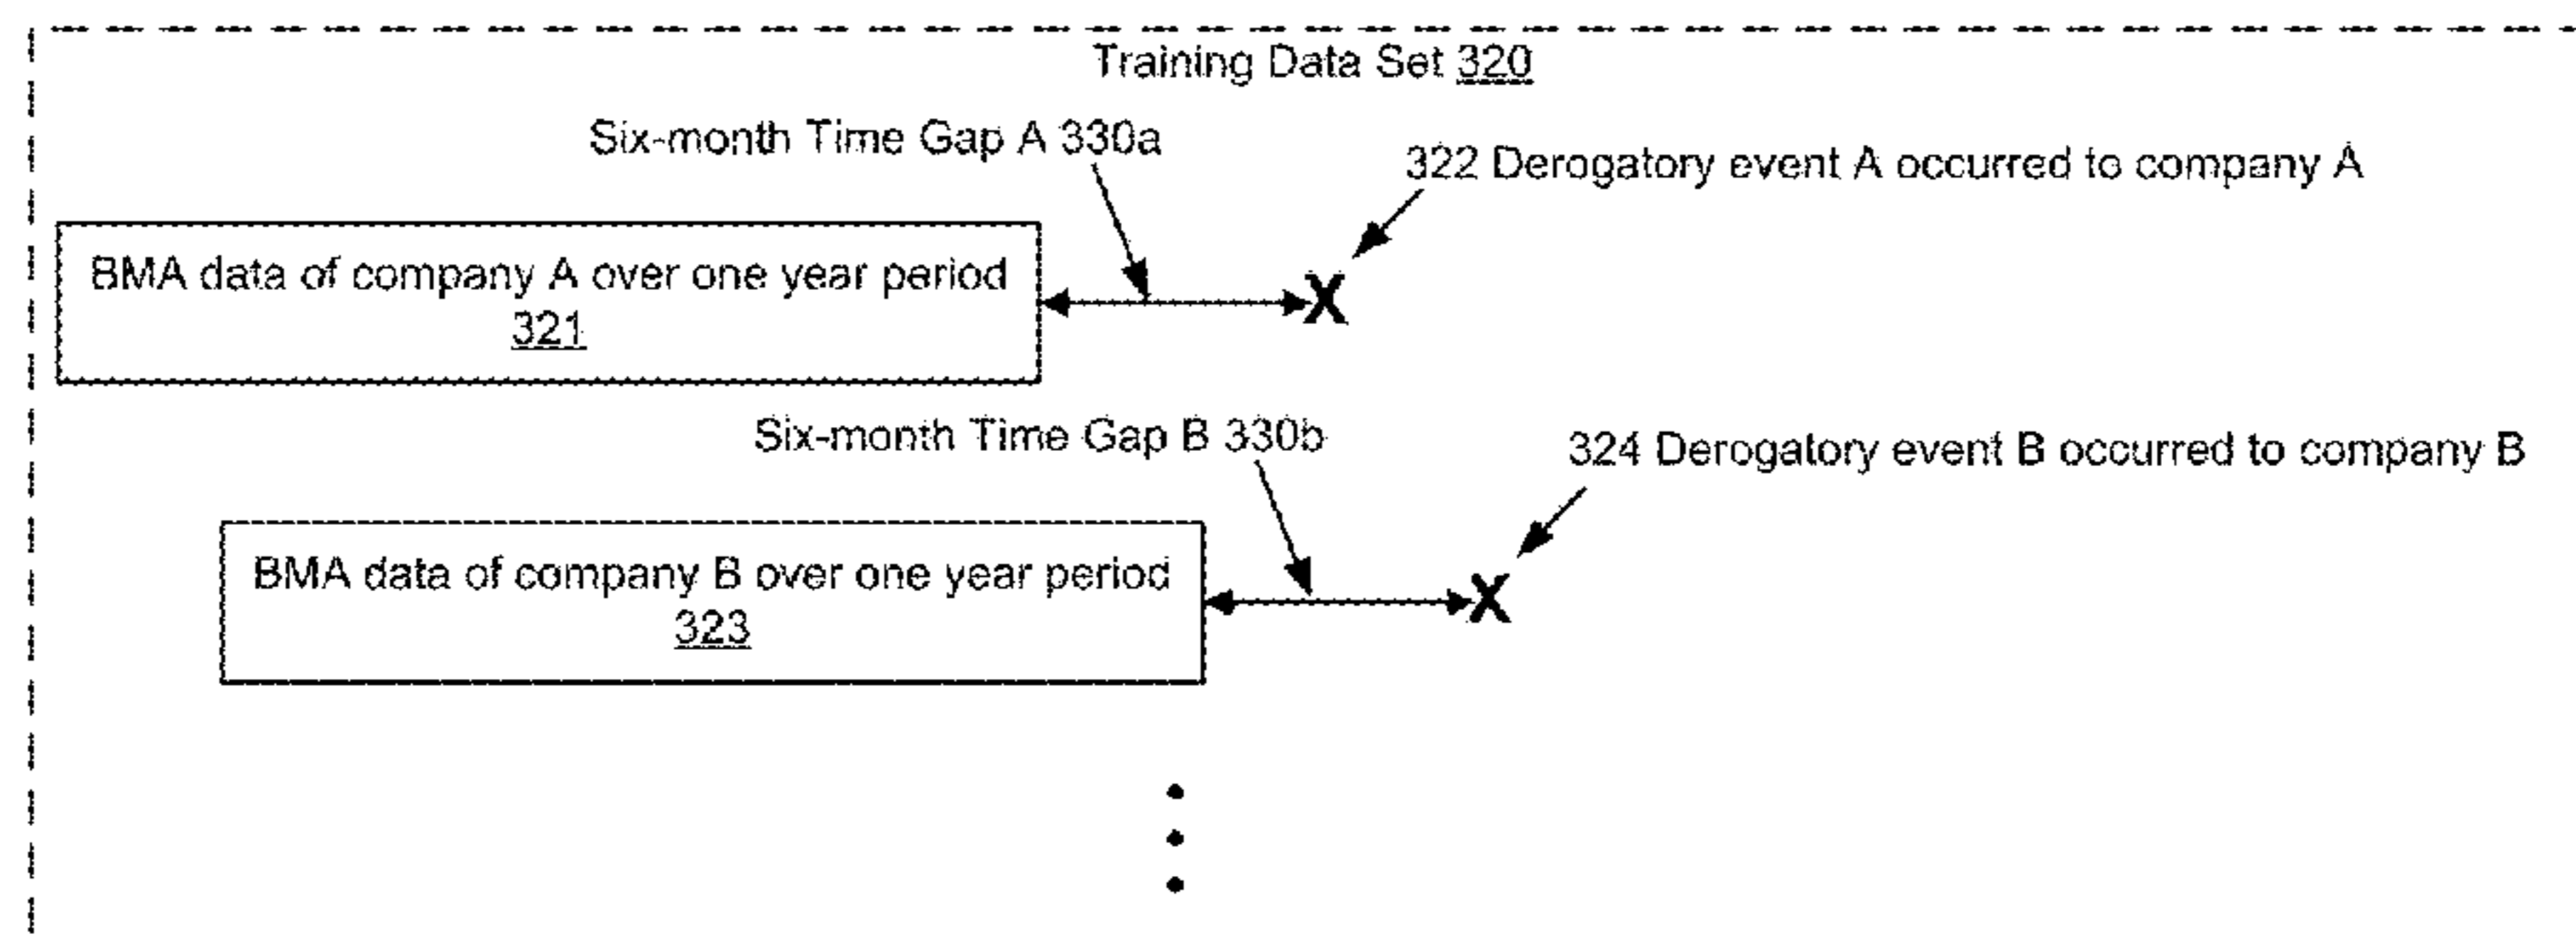 Training Data Set 320
Six-month Time Gap A 330a
322 Derogatory event A occurred to company A
BMA data of company A over one year period
321
Six-month Time Gap B 330b
324 Derogatory event B occurred to company B
BMA data of company B over one year period
323
X
X